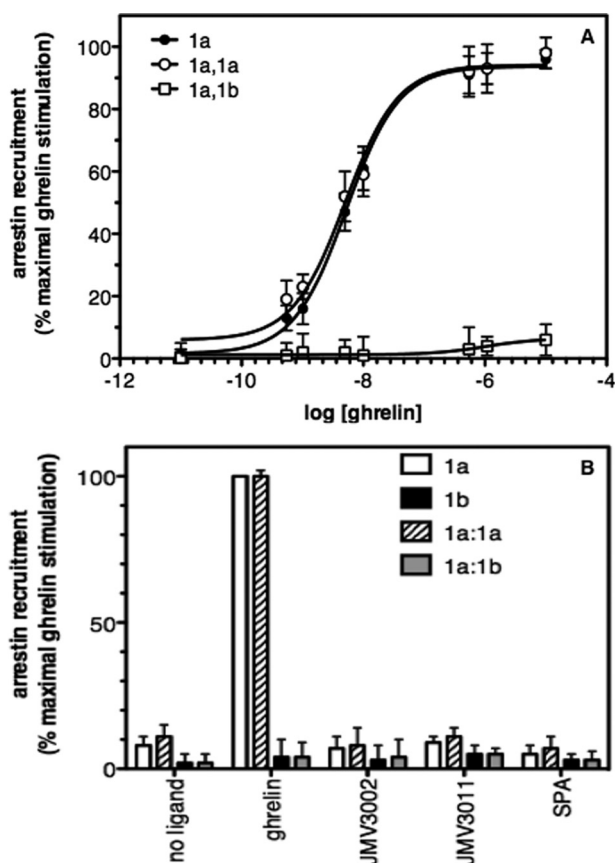 A
1a
1a,1a
1a,1b
arrestin recruitment
(% maximal ghrelin stimulation)
100
80
60
40
20
0
-12 -10 -8 -6 -4
log [ghrelin]
B
1a
1b
1a:1a
1a:1b
arrestin recruitment
(% maximal ghrelin stimulation)
100
50
0
no ligand
ghrelin
JMV3002
JMV3011
SPA